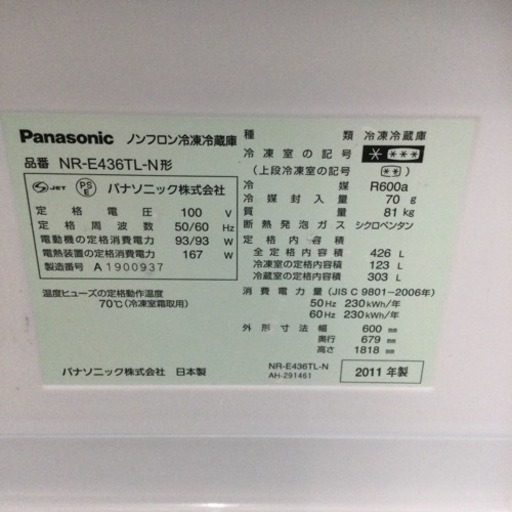 Panasonic ノンフロン冷凍冷蔵庫
品番 NR-E436TL-N形
JET PS E パナソニック株式会社
定格電圧 100 V
定格周波数 50/60 Hz
電動機の定格消費電力 93/93 W
電熱装置の定格消費電力 167 W
製造番号 A 1900937
温度ヒューズの定格動作温度
70℃(冷凍室霜取用)
パナソニック株式会社 日本製
種類 冷凍冷蔵庫
冷凍室の記号 * ***
(上段冷凍室の記号 **)
冷媒 R600a
冷媒封入量 70 g
質量 81 kg
断熱発泡ガス シクロペンタン
定格内容積
全定格内容積 426 L
冷凍室の定格内容積 123 L
冷蔵室の定格内容積 303 L
消費電力量 (JIS C 9801-2006年)
50Hz 230kWh/年
60Hz 230kWh/年
外形寸法 幅 600 mm
奥行 679 mm
高さ 1818 mm
NR-E436TL-N
AH-291461
2011年製